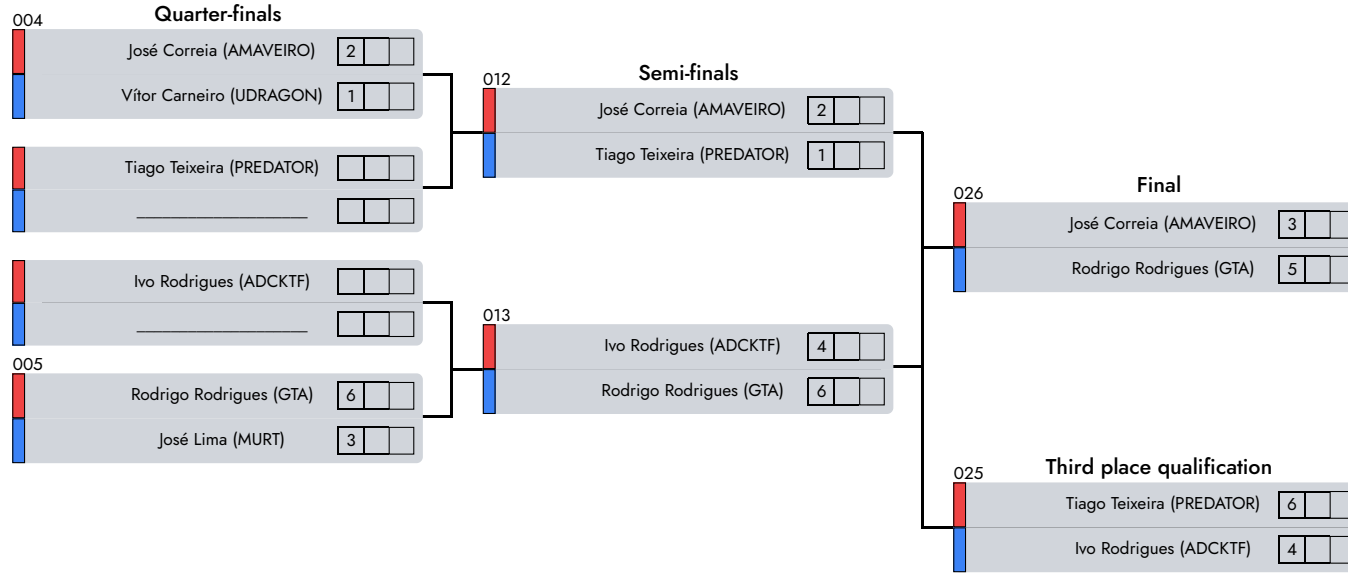 Quarter-finals
004
José Correia (AMAVEIRO) 2
Vítor Carneiro (UDRAGON) 1
Tiago Teixeira (PREDATOR)
____________________
Ivo Rodrigues (ADCKTF)
____________________
005
Rodrigo Rodrigues (GTA) 6
José Lima (MURT) 3
Semi-finals
012
José Correia (AMAVEIRO) 2
Tiago Teixeira (PREDATOR) 1
013
Ivo Rodrigues (ADCKTF) 4
Rodrigo Rodrigues (GTA) 6
Final
026
José Correia (AMAVEIRO) 3
Rodrigo Rodrigues (GTA) 5
Third place qualification
025
Tiago Teixeira (PREDATOR) 6
Ivo Rodrigues (ADCKTF) 4